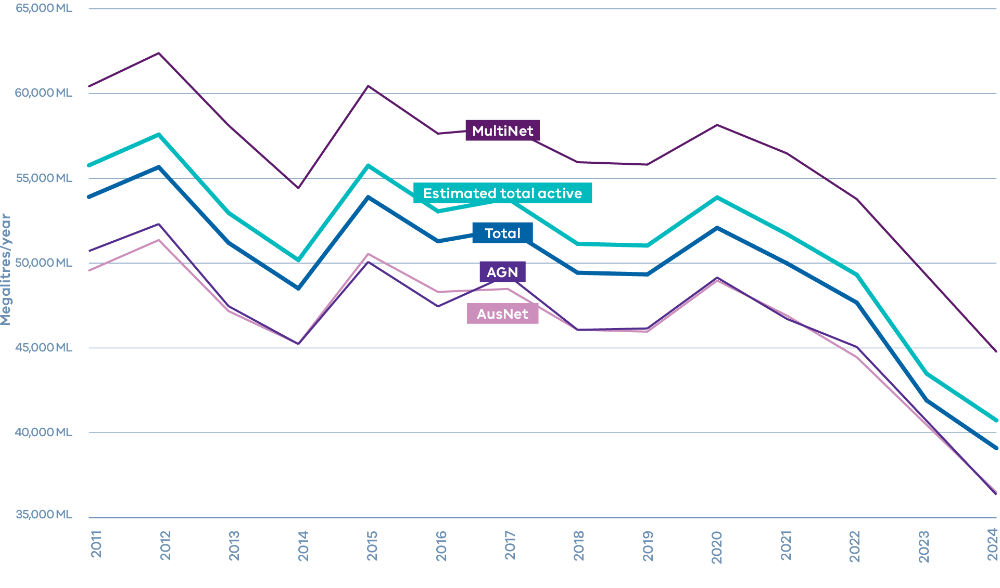 65,000 ML
60,000 ML
55,000 ML
50,000 ML
45,000 ML
40,000 ML
35,000 ML
Megalitres/year
MultiNet
Estimated total active
Total
AGN
AusNet
2011
2012
2013
2014
2015
2016
2017
2018
2019
2020
2021
2022
2023
2024